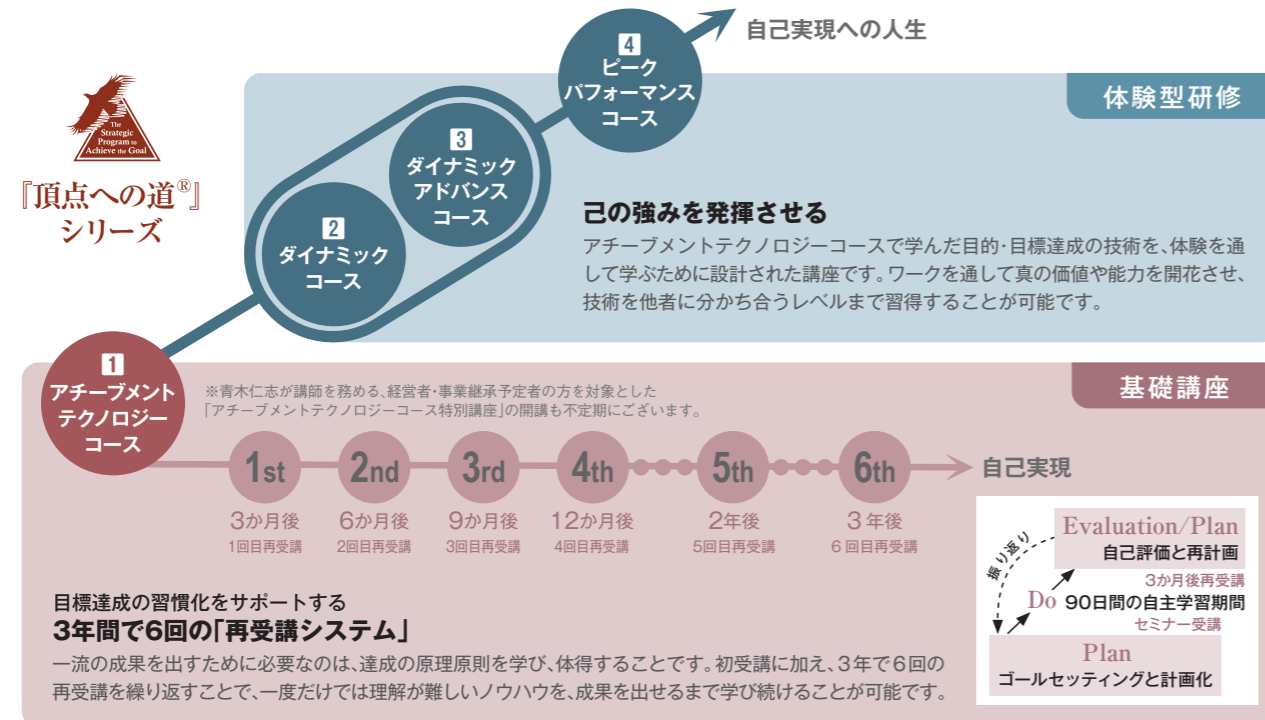 4
ピーク
パフォーマンス
コース
自己実現への人生
体験型研修
The
Strategic
Program to
Achieve the Goal
『頂点への道®』
シリーズ
3
ダイナミック
アドバンス
コース
2
ダイナミック
コース
己の強みを発揮させる
アチーブメントテクノロジーコースで学んだ目的・目標達成の技術を、体験を通
して学ぶために設計された講座です。ワークを通して真の価値や能力を開花させ、
技術を他者に分かち合うレベルまで習得することが可能です。
1
アチーブメント
テクノロジー
コース
※青木仁志が講師を務める、経営者・事業継承予定者の方を対象とした
「アチーブメントテクノロジーコース特別講座」の開講も不定期にございます。
基礎講座
1st 2nd 3rd 4th 5th 6th
自己実現
3か月後 6か月後 9か月後 12か月後 2年後 3年後
1回目再受講 2回目再受講 3回目再受講 4回目再受講 5回目再受講 6回目再受講
目標達成の習慣化をサポートする
3年間で6回の「再受講システム」
一流の成果を出すために必要なのは、達成の原理原則を学び、体得することです。初受講に加え、3年で6回の
再受講を繰り返すことで、一度だけでは理解が難しいノウハウを、成果を出せるまで学び続けることが可能です。
振り返り
Evaluation/Plan
自己評価と再計画
3か月後再受講
Do 90日間の自主学習期間
セミナー受講
Plan
ゴールセッティングと計画化